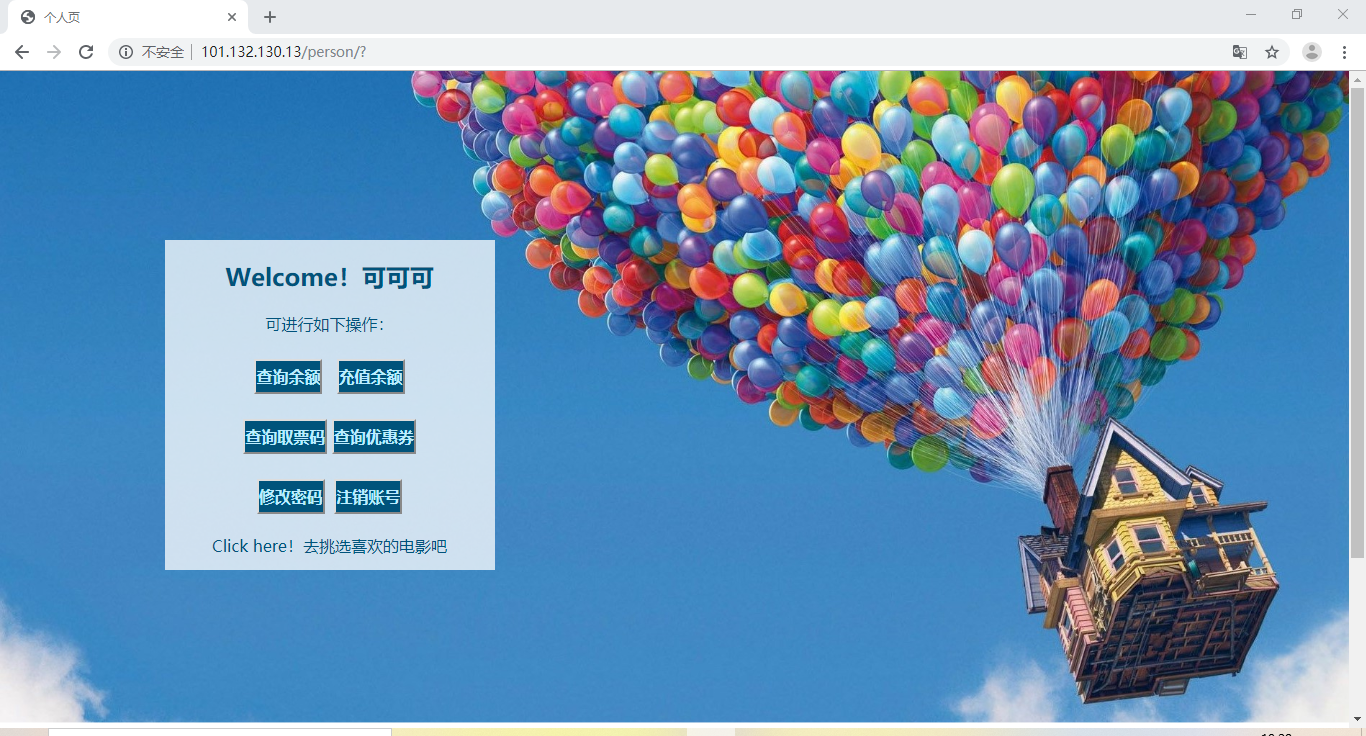 个人页
不安全 101.132.130.13/person/?
Welcome！可可可
可进行如下操作：
查询余额 充值余额
查询取票码 查询优惠券
修改密码 注销账号
Click here！去挑选喜欢的电影吧